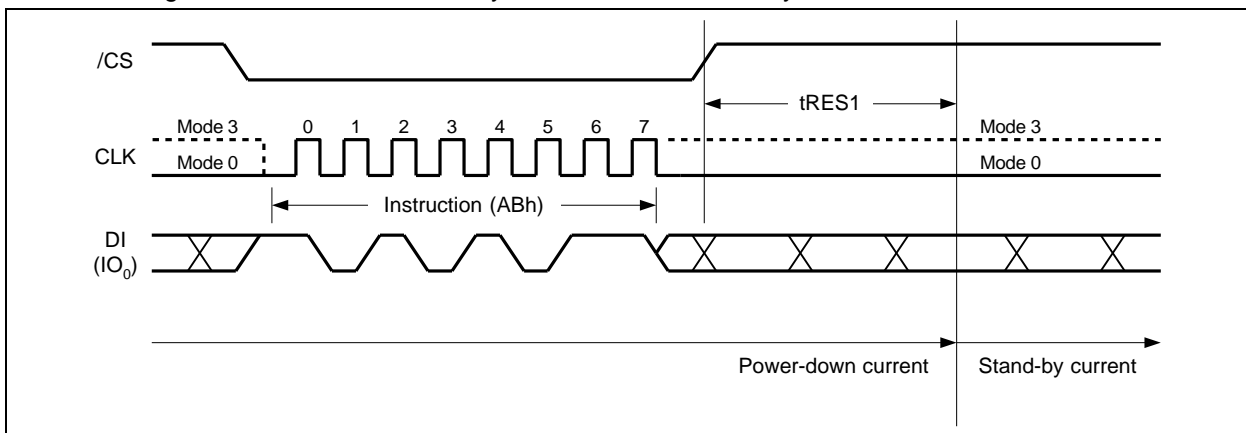 /CS
tRES1
Mode 3 0 1 2 3 4 5 6 7 Mode 3
CLK
Mode 0 Mode 0
Instruction (ABh)
DI
(IO₀)
Power-down current Stand-by current